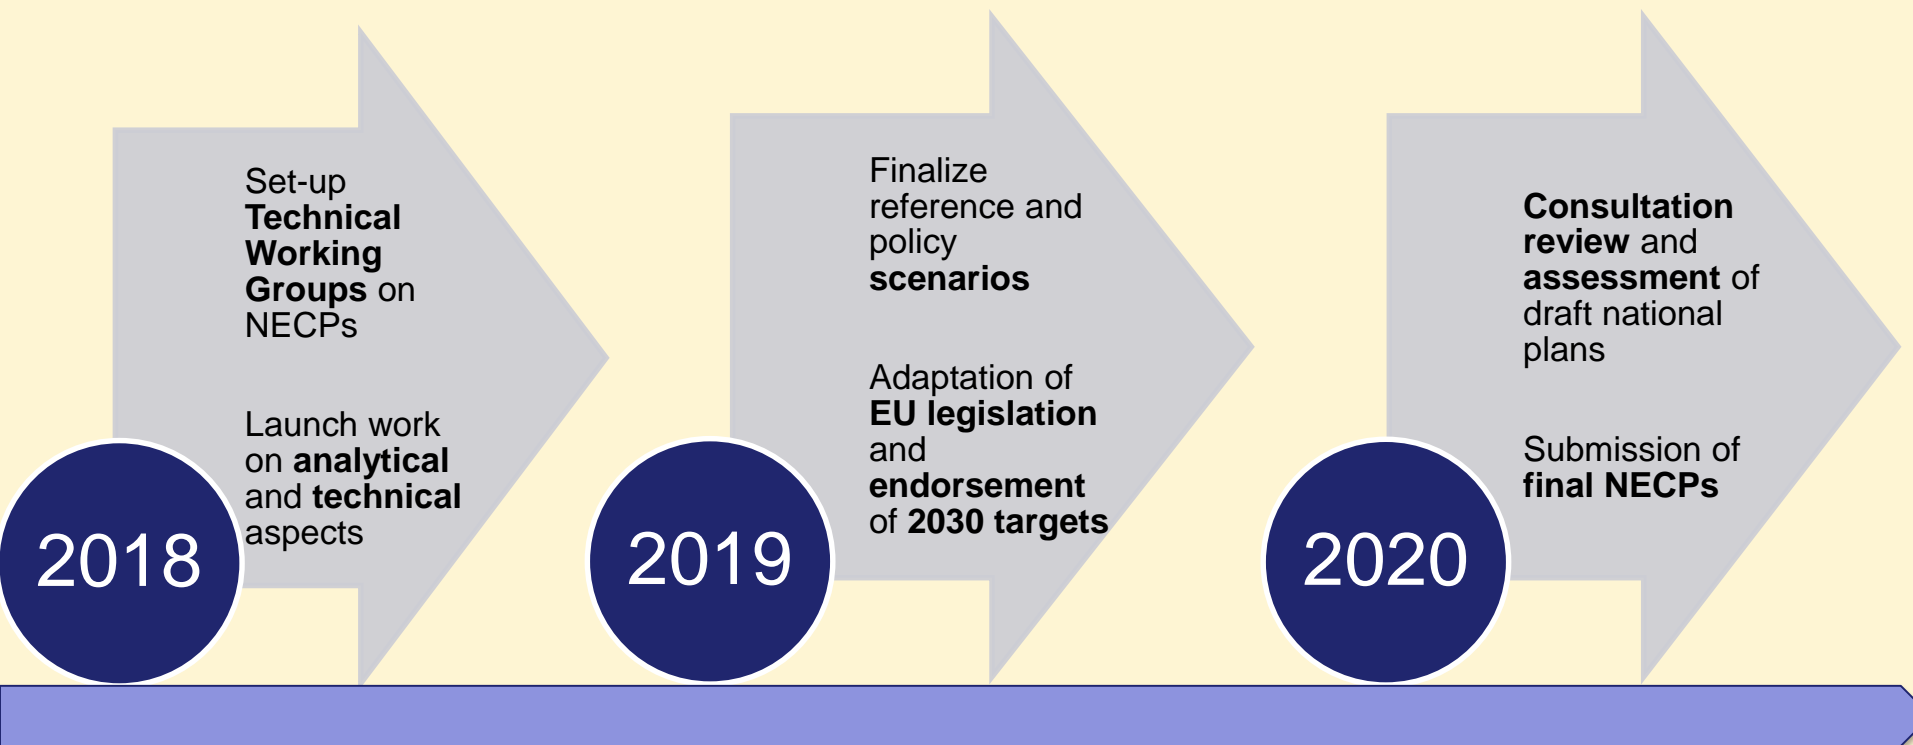 Set-up
Technical
Working
Groups on
NECPs
Launch work
on analytical
and technical
aspects
2018
Finalize
reference and
policy
scenarios
Adaptation of
EU legislation
and
endorsement
of 2030 targets
2019
Consultation
review and
assessment of
draft national
plans
Submission of
final NECPs
2020